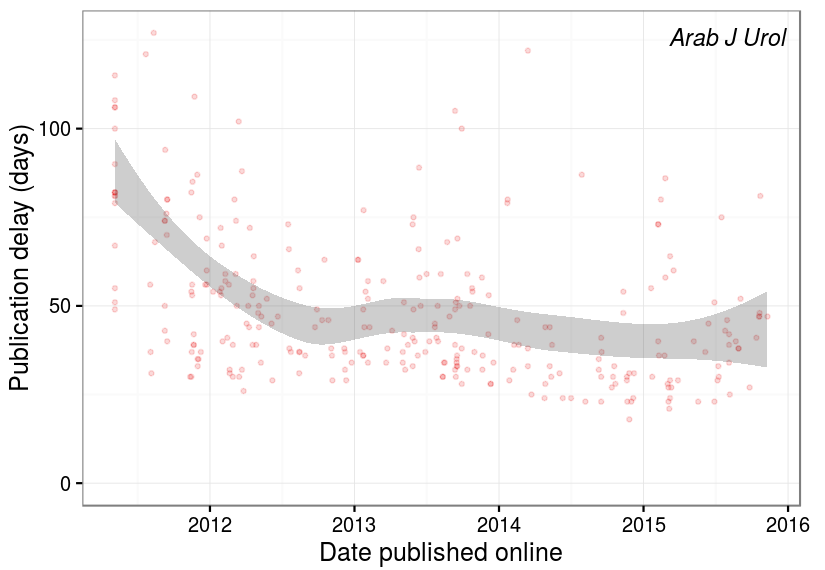 Arab J Urol
Publication delay (days)
100
50
0
2012 2013 2014 2015 2016
Date published online